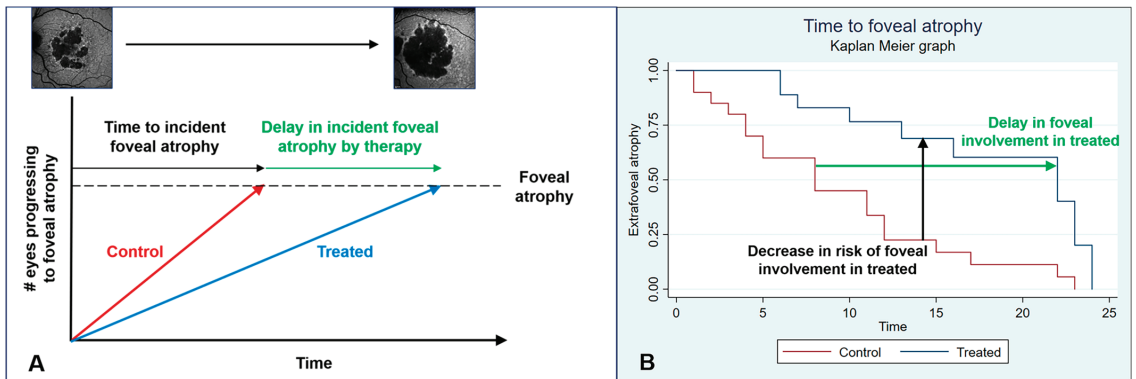 Time to incident
foveal atrophy
Delay in incident foveal
atrophy by therapy
# eyes progressing
to foveal atrophy
Foveal
atrophy
Control
Treated
Time
A
Time to foveal atrophy
Kaplan Meier graph
Extrafoveal atrophy
1.00
0.75
0.50
0.25
0.00
Delay in foveal
involvement in treated
Decrease in risk of foveal
involvement in treated
0 5 10 15 20 25
Time
Control Treated
B